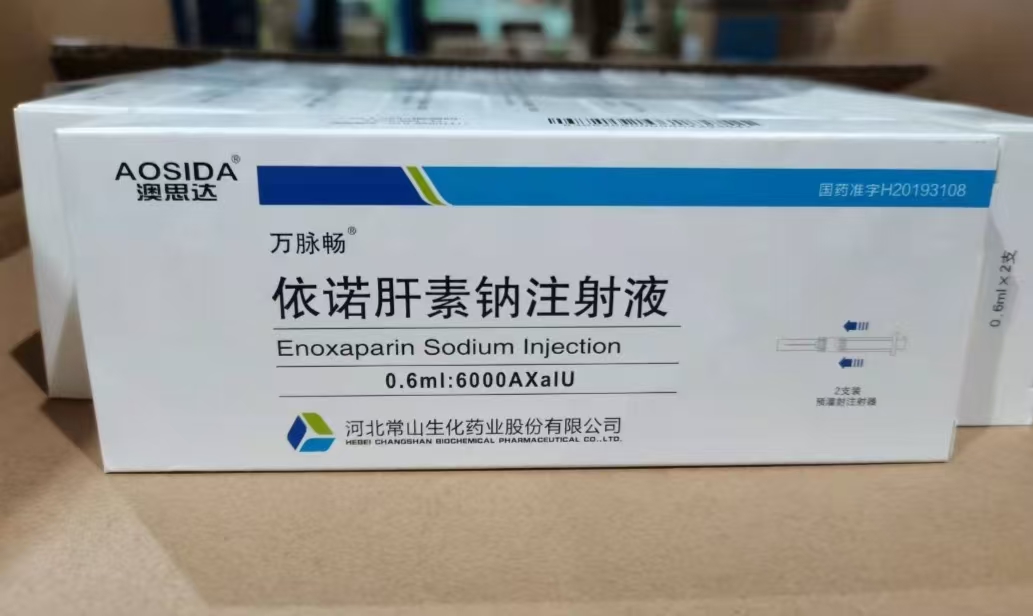 AOSIDA®
澳思达
国药准字H20193108
万脉畅®
依诺肝素钠注射液
Enoxaparin Sodium Injection
0.6ml:6000AXaIU
2支装
预灌封注射器
河北常山生化药业股份有限公司
HEBEI CHANGSHAN BIOCHEMICAL PHARMACEUTICAL CO.,LTD.
0.6ml×2支